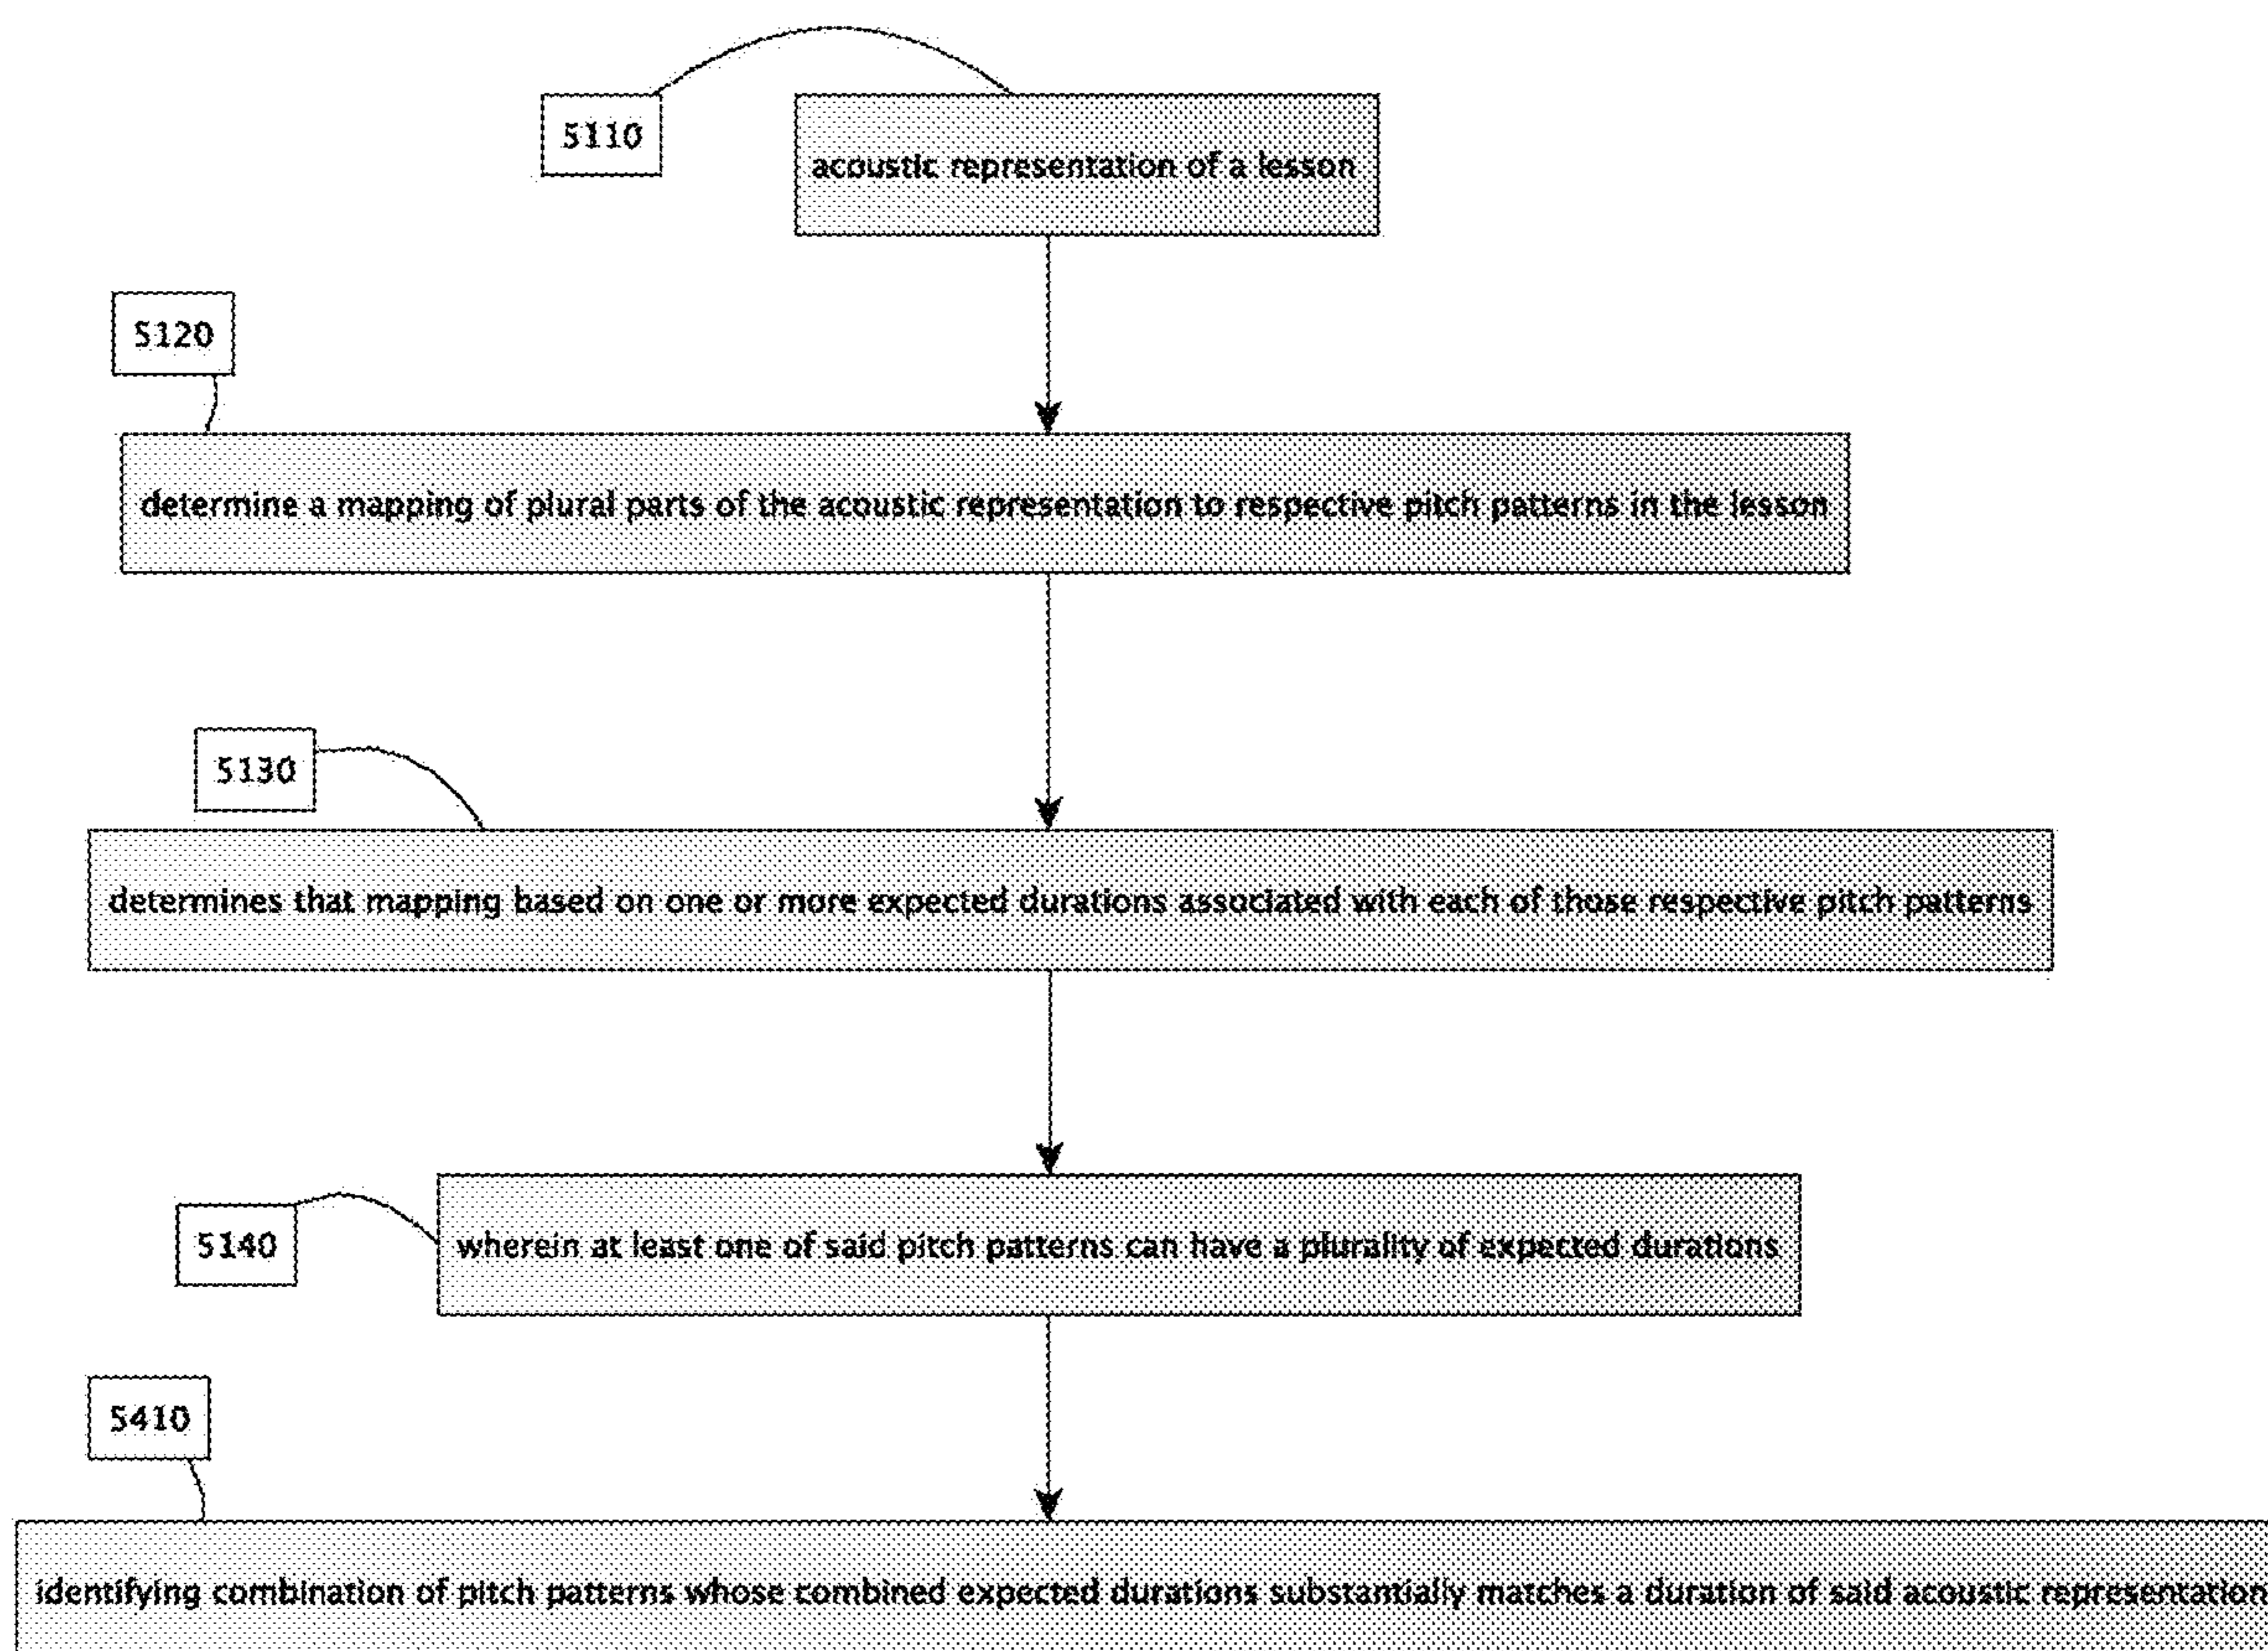 5110
acoustic representation of a lesson
5120
determine a mapping of plural parts of the acoustic representation to respective pitch patterns in the lesson
5130
determines that mapping based on one or more expected durations associated with each of those respective pitch patterns
5140
wherein at least one of said pitch patterns can have a plurality of expected durations
5410
identifying combination of pitch patterns whose combined expected durations substantially matches a duration of said acoustic representation